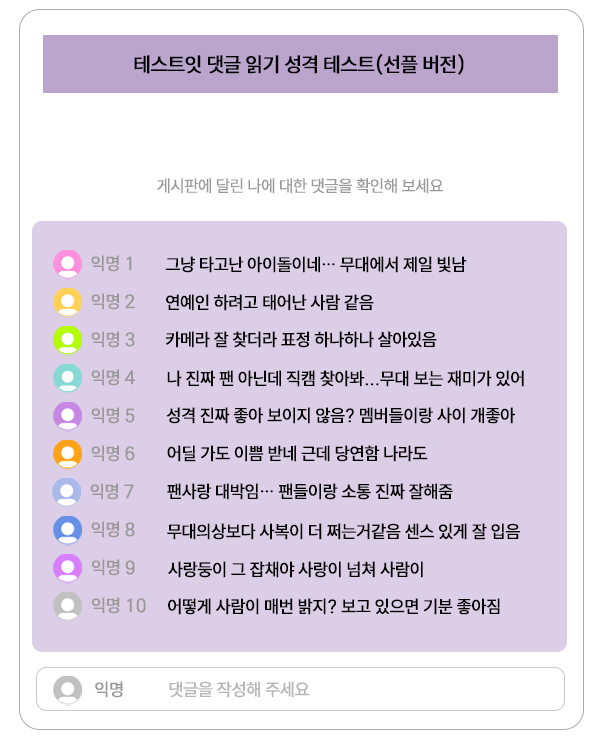 테스트잇 댓글 읽기 성격 테스트(선플 버전)
게시판에 달린 나에 대한 댓글을 확인해 보세요
익명 1 그냥 타고난 아이돌이네… 무대에서 제일 빛남
익명 2 연예인 하려고 태어난 사람 같음
익명 3 카메라 잘 찾더라 표정 하나하나 살아있음
익명 4 나 진짜 팬 아닌데 직캠 찾아봐...무대 보는 재미가 있어
익명 5 성격 진짜 좋아 보이지 않음? 멤버들이랑 사이 개좋아
익명 6 어딜 가도 이쁨 받네 근데 당연함 나라도
익명 7 팬사랑 대박임… 팬들이랑 소통 진짜 잘해줌
익명 8 무대의상보다 사복이 더 쩌는거같음 센스 있게 잘 입음
익명 9 사랑둥이 그 잡채야 사랑이 넘쳐 사람이
익명 10 어떻게 사람이 매번 밝지? 보고 있으면 기분 좋아짐
익명 댓글을 작성해 주세요